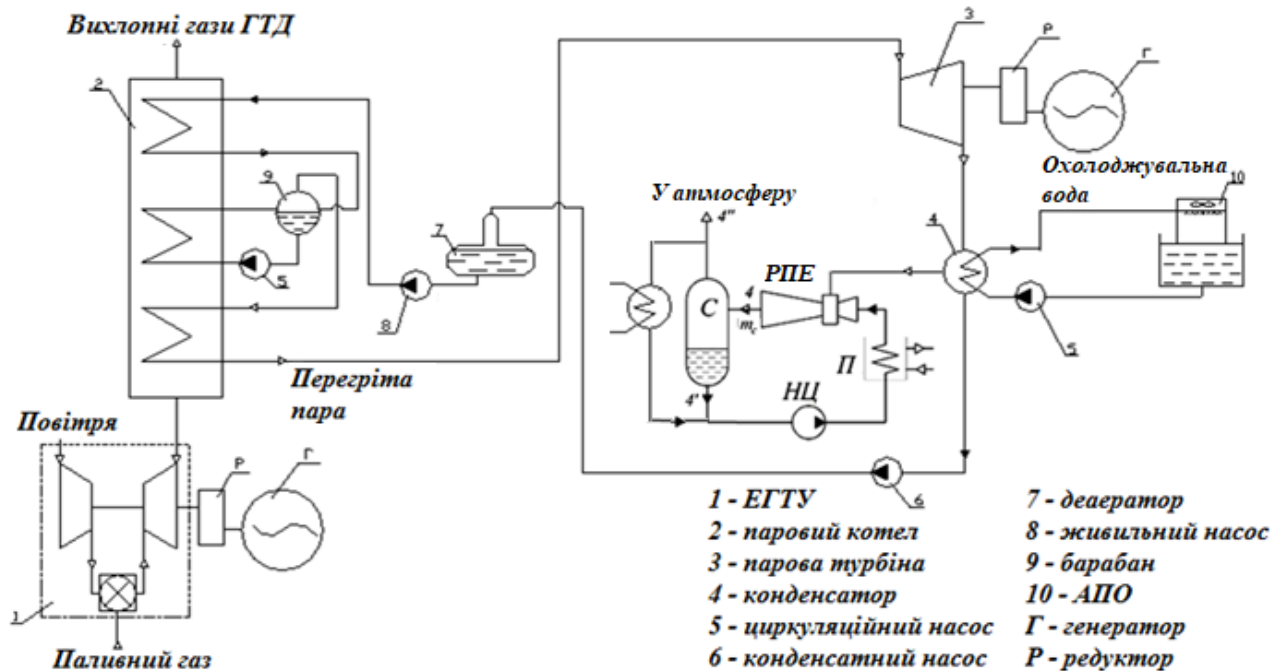 Вихлопні гази ГТД
2
3
Р
Г
9
7
8
5
У атмосферу
4"
РПЕ
4
m_c
С
4'
НЦ
П
4
Охолоджувальна
вода
10
5
Перегріта
пара
6
Повітря
Р
Г
1
Паливний газ
1 - ЕГТУ
2 - паровий котел
3 - парова турбіна
4 - конденсатор
5 - циркуляційний насос
6 - конденсатний насос
7 - деаератор
8 - живильний насос
9 - барабан
10 - АПО
Г - генератор
Р - редуктор